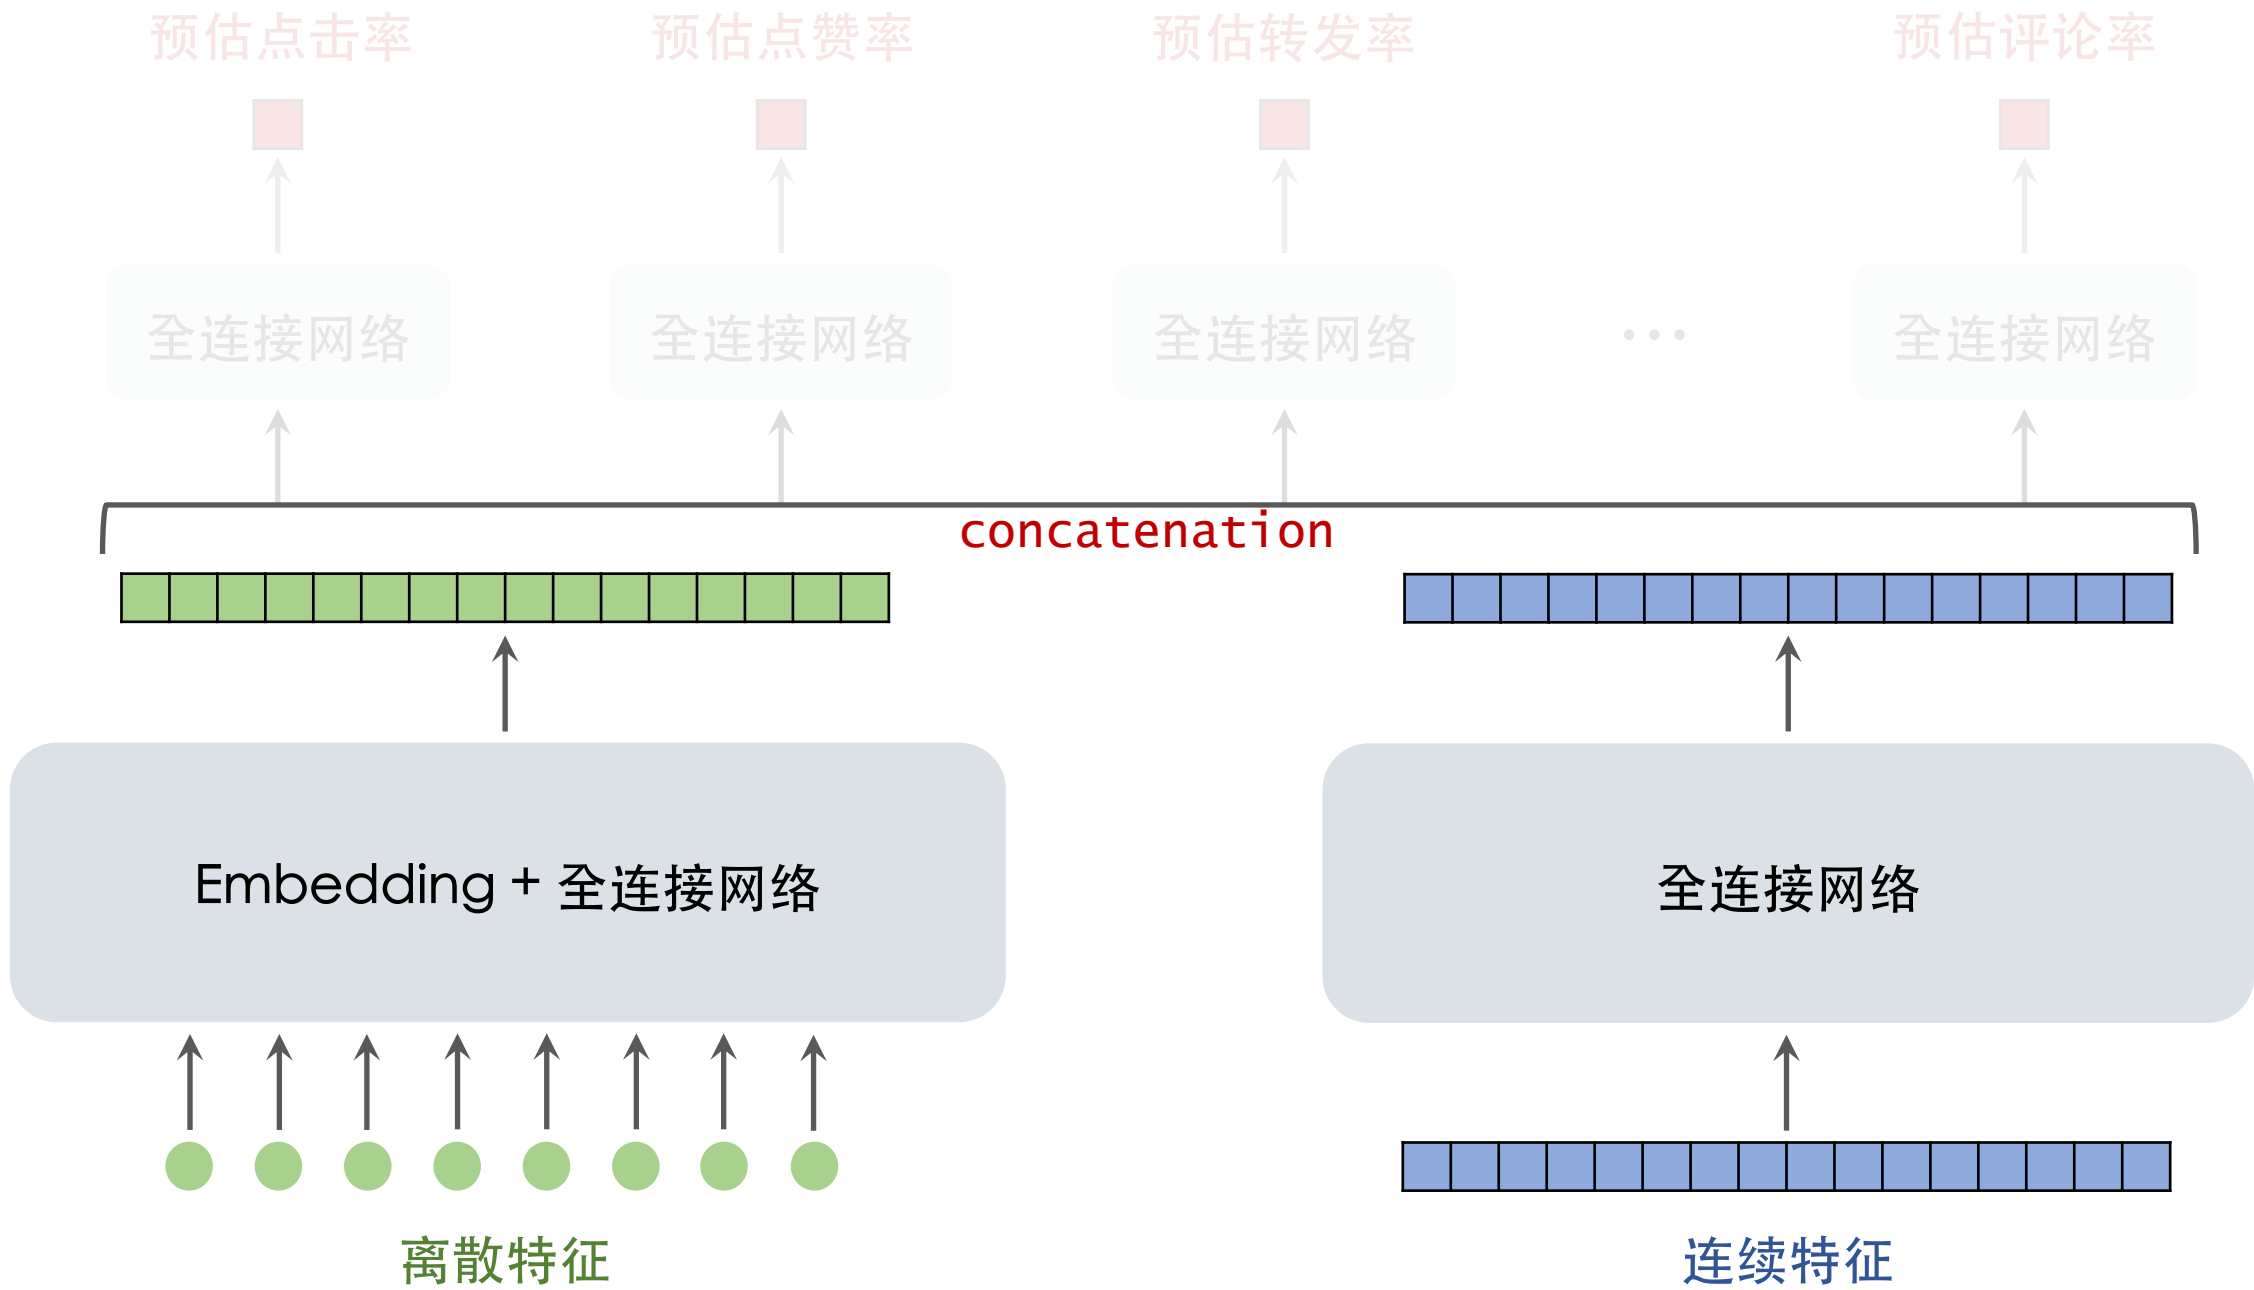 预估点击率 预估点赞率 预估转发率 预估评论率
全连接网络 全连接网络 全连接网络 ... 全连接网络
concatenation
Embedding + 全连接网络 全连接网络
离散特征 连续特征